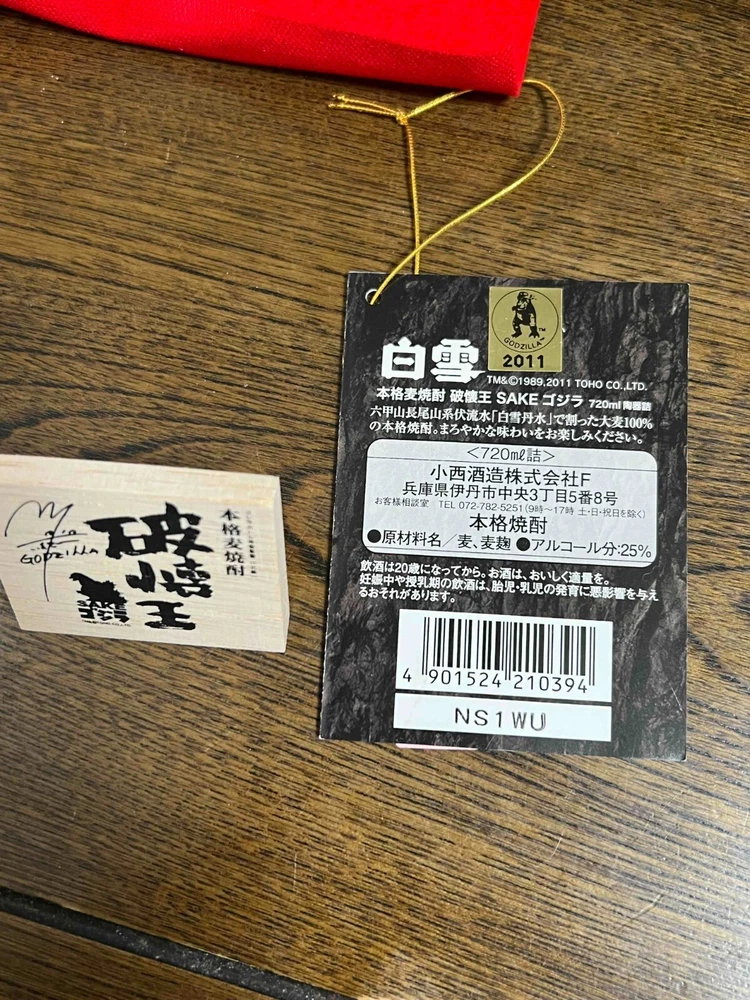 GODZILLA™
2011
白雪
TM&©1989,2011 TOHO CO.,LTD.
本格麦焼酎 破懐王 SAKE ゴジラ 720ml 陶器詰
六甲山長尾山系伏流水「白雪丹水」で割った大麦100%
の本格焼酎。まろやかな味わいをお楽しみください。
<720㎖詰>
小西酒造株式会社F
兵庫県伊丹市中央3丁目5番8号
お客様相談室 TEL 072-782-5251(9時〜17時 土・日・祝日を除く)
本格焼酎
●原材料名/麦、麦麹 ●アルコール分:25%
飲酒は20歳になってから。お酒は、おいしく適量を。
妊娠中や授乳期の飲酒は、胎児・乳児の発育に悪影響を与え
るおそれがあります。
4 901524 210394
NS1WU
本格麦焼酎
破懐王
SAKE
GODZILLA